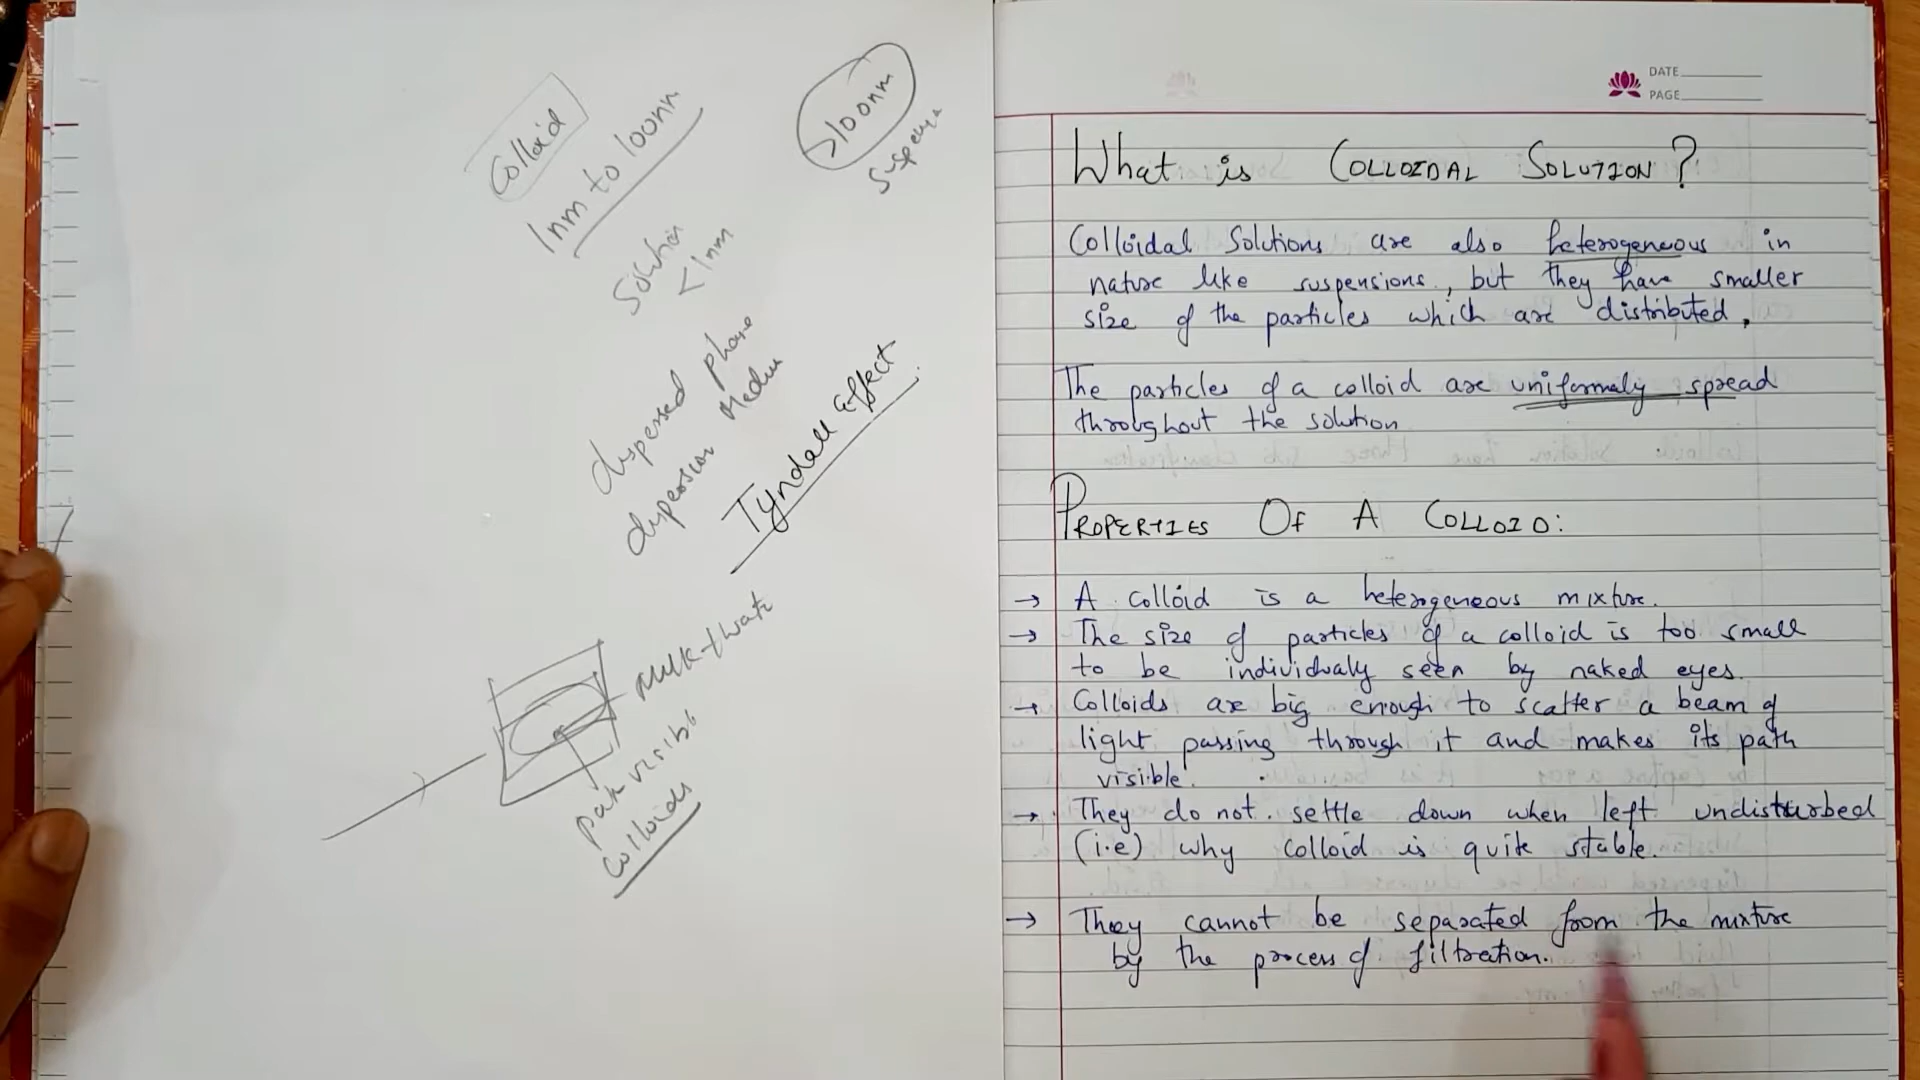 Colloid
1nm to 100nm
>100nm
Solution
< 1nm
dispersed phase
dispersion Medium
Tyndall effect
Milk + Wate
path visible
Colloids
DATE
PAGE
What is COLLOIDAL SOLUTION?
Colloidal Solutions are also heterogeneous in
nature like suspensions, but they have smaller
size of the particles which are distributed,
The particles of a colloid are uniformaly spread
throughout the solution
PROPERTIES OF A COLLOID:
→ A colloid is a heterogeneous mixture.
→ The size of particles of a colloid is too small
to be individualy seen by naked eyes.
→ Colloids are big enough to scatter a beam of
light passing through it and makes its path
visible.
→ They do not settle down when left undisturbed
(i.e) why colloid is quite stable.
→ They cannot be separated from the mixture
by the process of filtration.